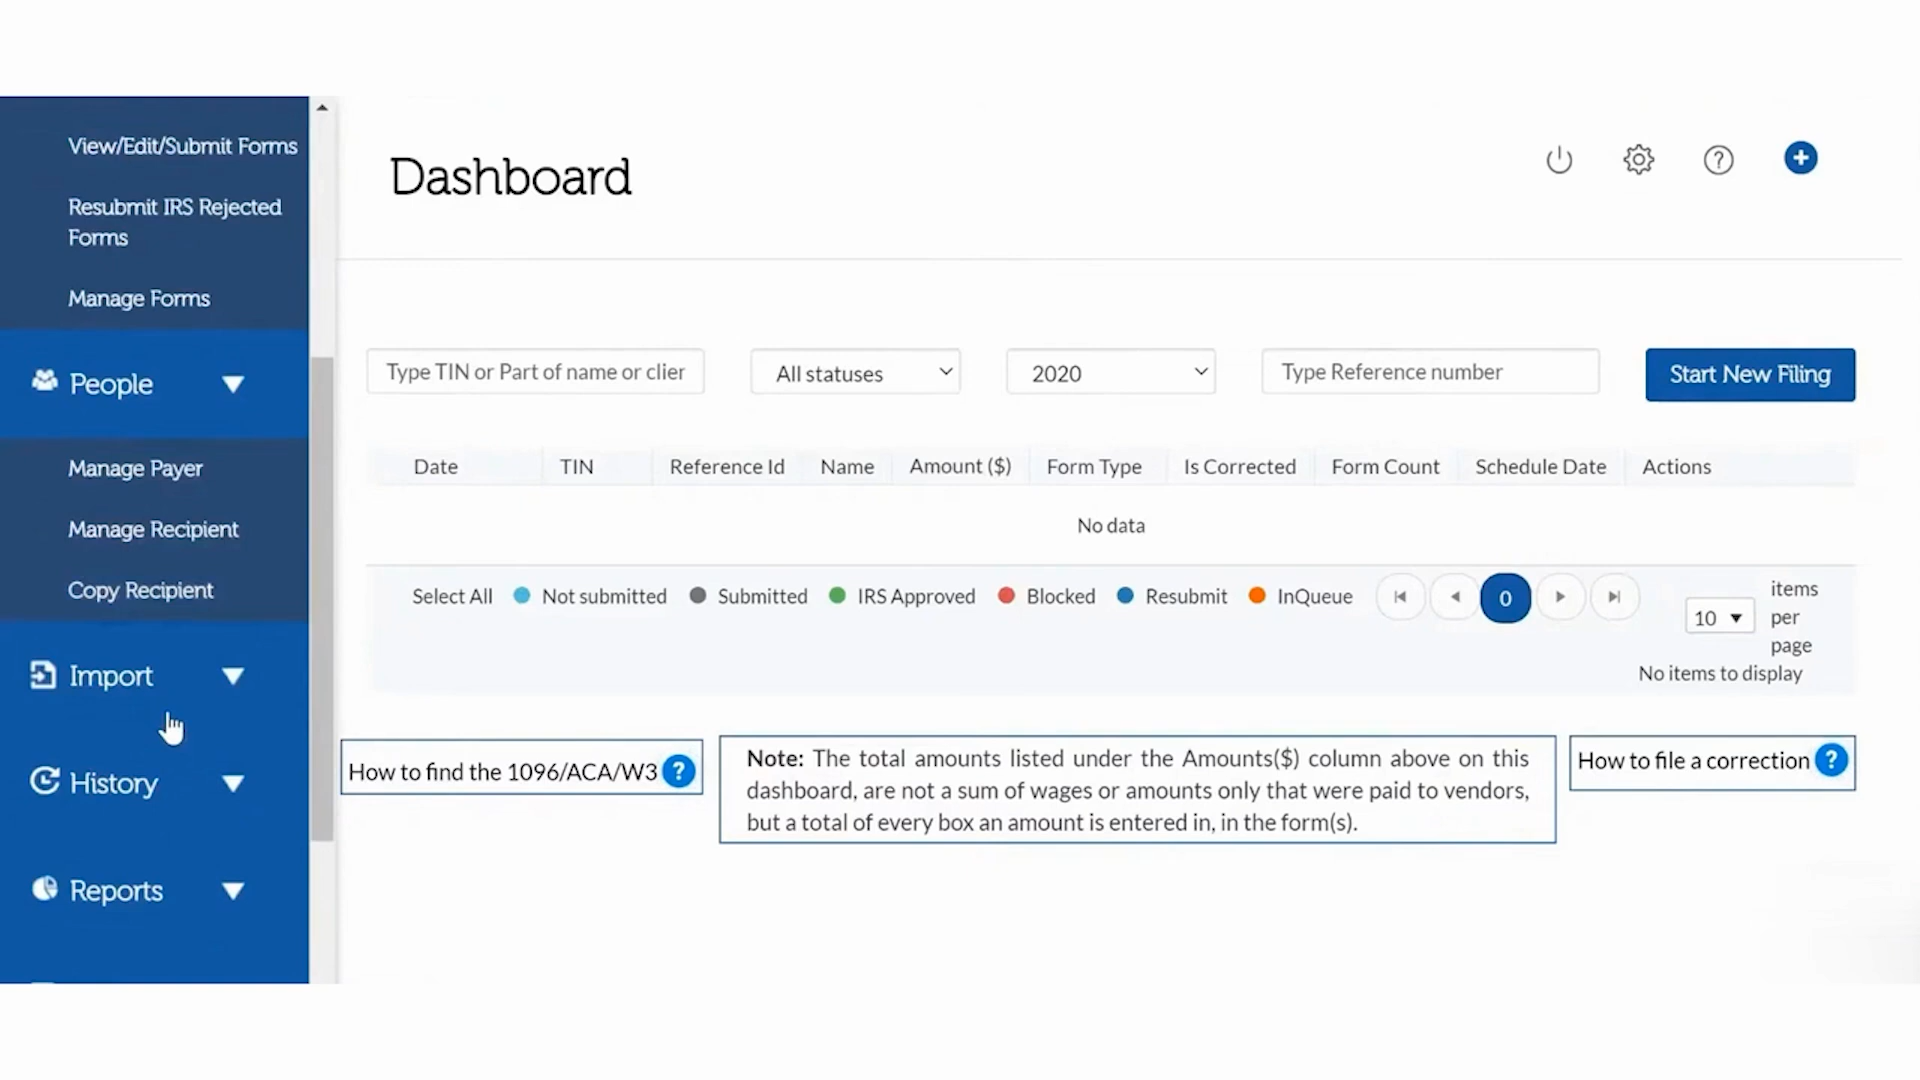 View/Edit/Submit Forms
Resubmit IRS Rejected
Forms
Manage Forms
People
Manage Payer
Manage Recipient
Copy Recipient
Import
History
Reports
Dashboard
Type TIN or Part of name or clier
All statuses
2020
Type Reference number
Start New Filing
Date TIN Reference Id Name Amount ($) Form Type Is Corrected Form Count Schedule Date Actions
No data
Select All Not submitted Submitted IRS Approved Blocked Resubmit InQueue 0 10
items
per
page
No items to display
How to find the 1096/ACA/W3 ?
Note: The total amounts listed under the Amounts($) column above on this
dashboard, are not a sum of wages or amounts only that were paid to vendors,
but a total of every box an amount is entered in, in the form(s).
How to file a correction ?